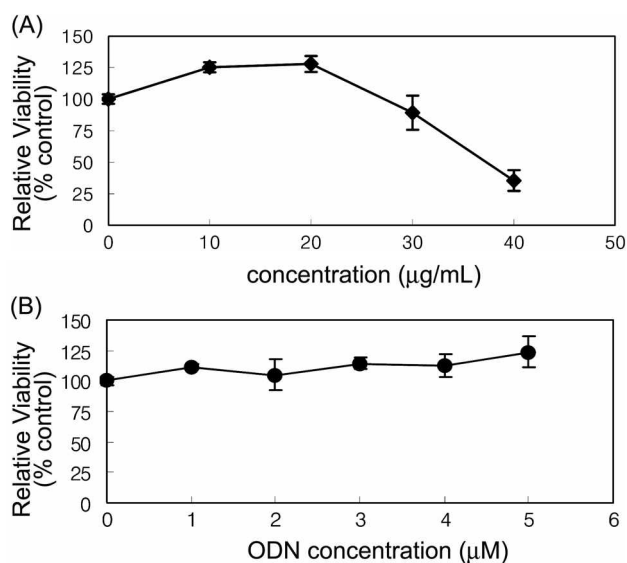 (A)
Relative Viability
(% control)
150
125
100
75
50
25
0
0 10 20 30 40 50
concentration (μg/mL)
(B)
Relative Viability
(% control)
150
125
100
75
50
25
0
0 1 2 3 4 5 6
ODN concentration (μM)